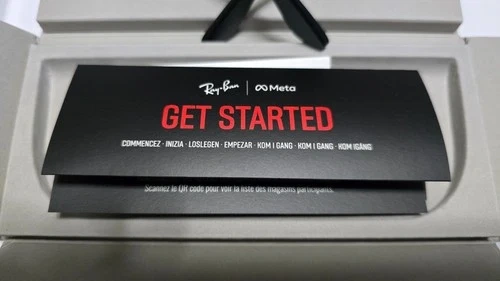 Ray-Ban | ∞ Meta
GET STARTED
COMMENCEZ · INIZIA · LOSLEGEN · EMPEZAR · KOM I GANG · KOM I GANG · KOM IGÅNG
Scannez le QR code pour voir la liste des magasins participants.